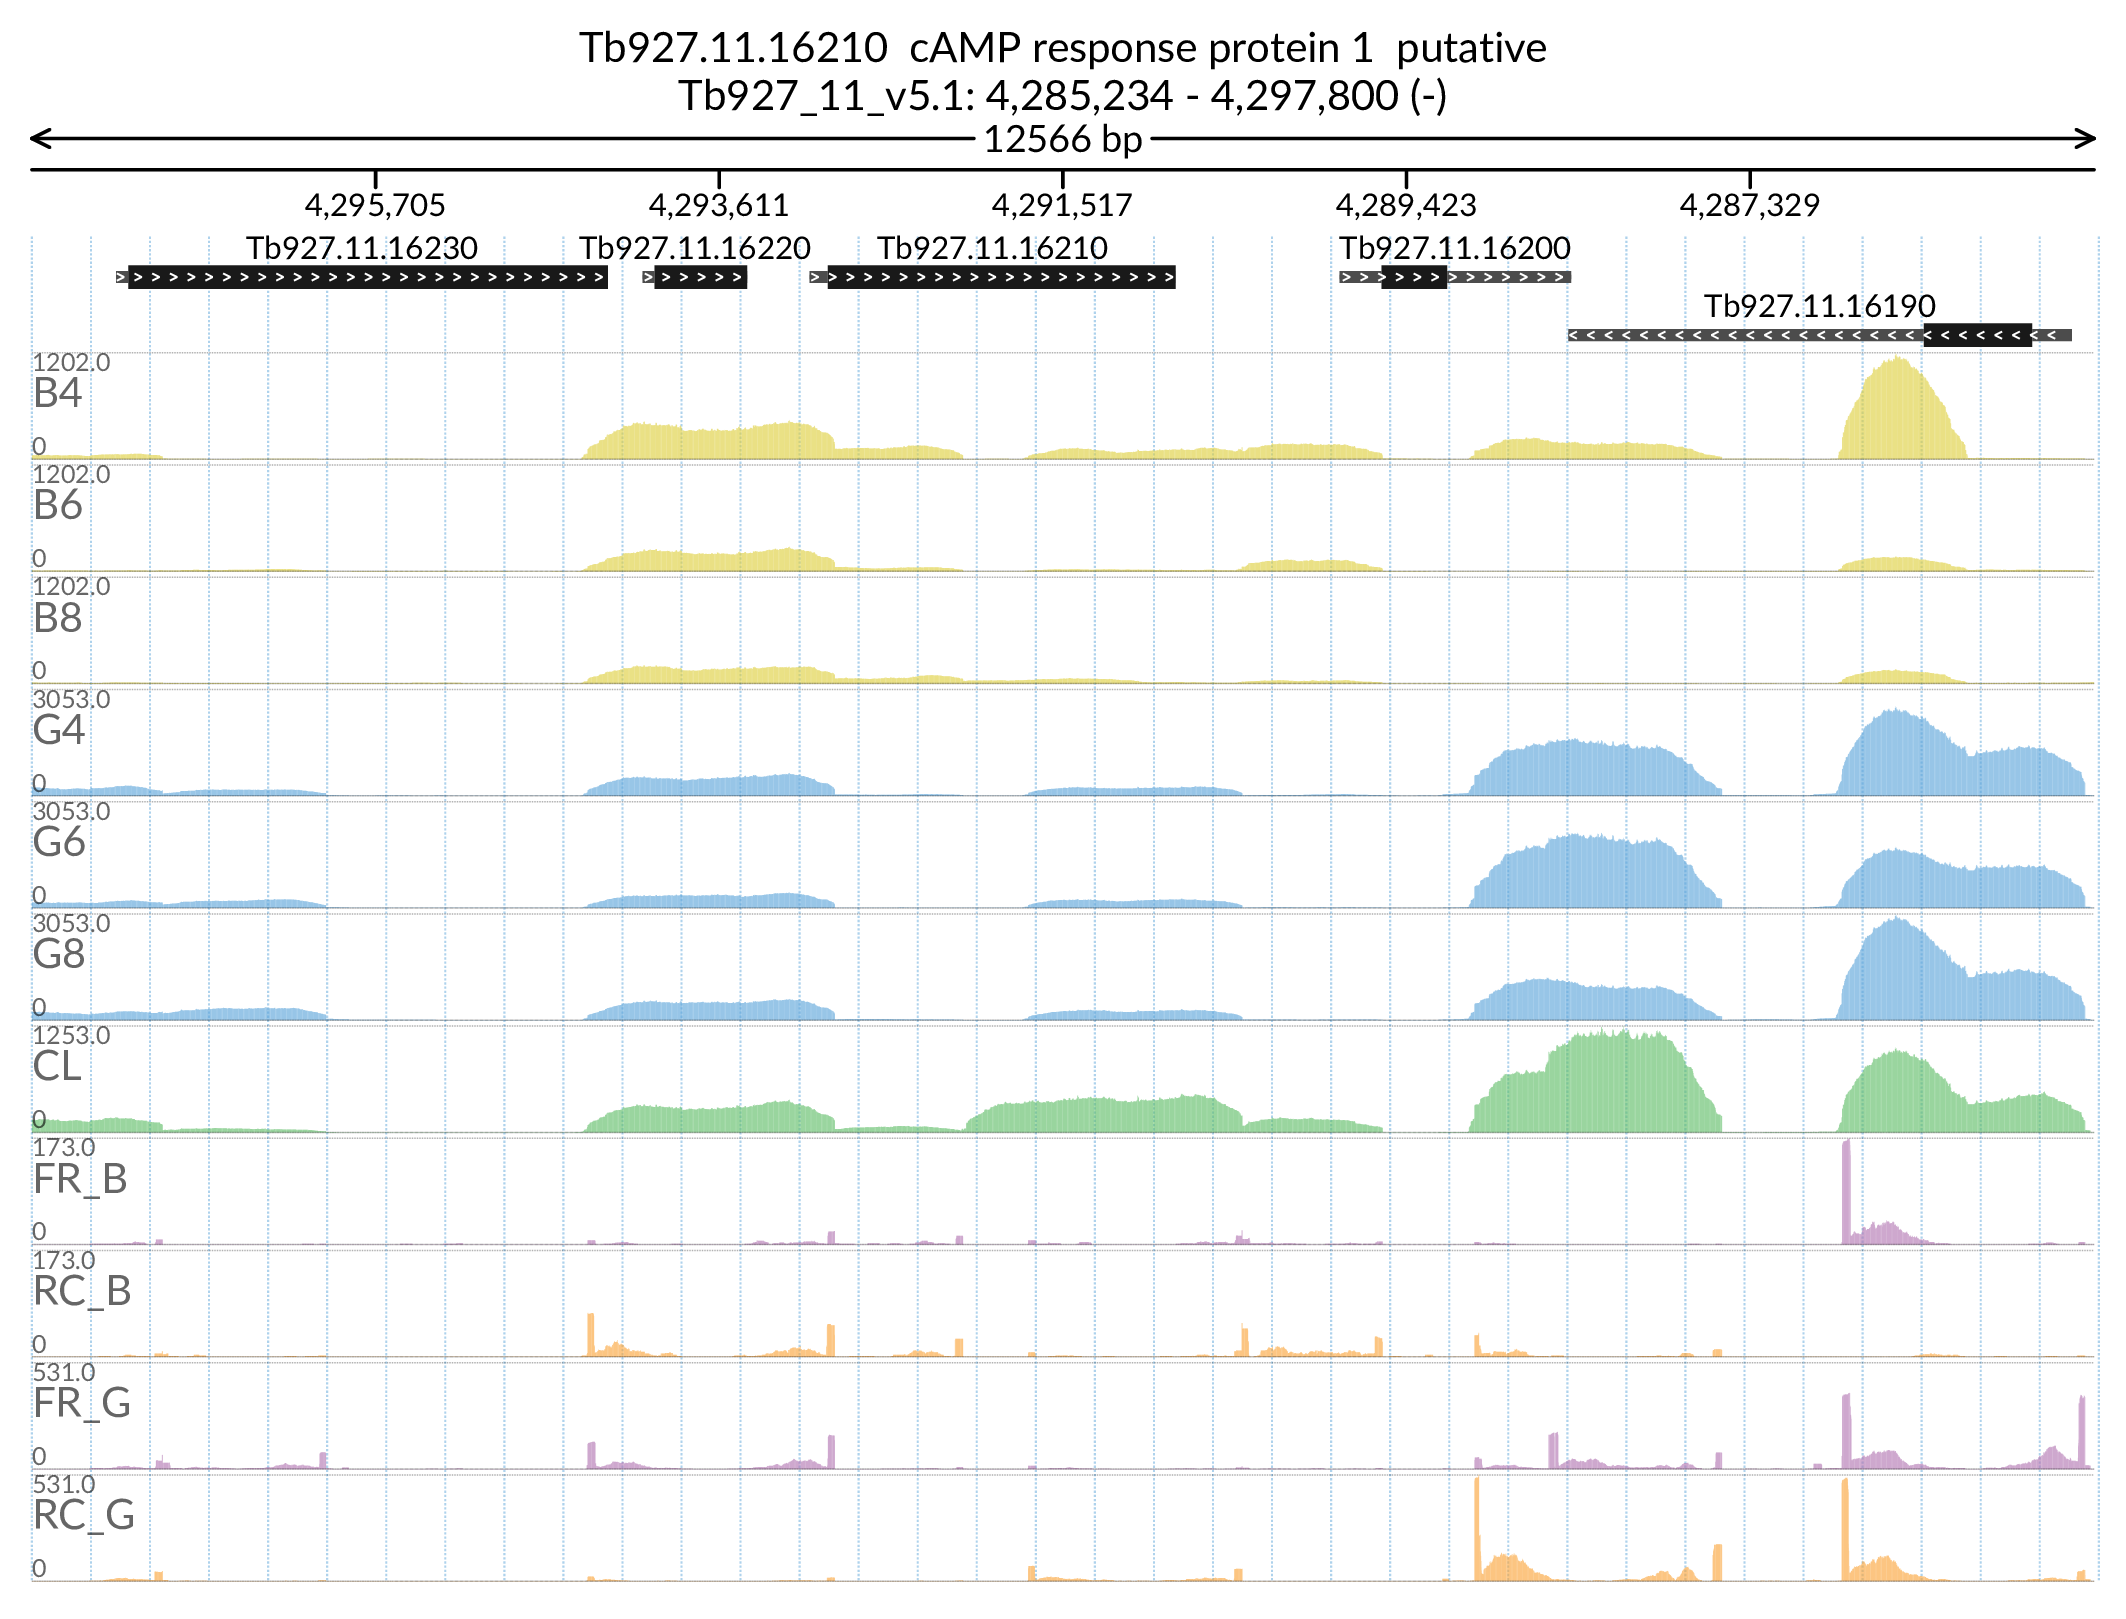 Tb927.11.16210  cAMP response protein 1  putative
Tb927_11_v5.1: 4,285,234 - 4,297,800 (-)
12566 bp
4,295,705 4,293,611 4,291,517 4,289,423 4,287,329
Tb927.11.16230 Tb927.11.16220 Tb927.11.16210 Tb927.11.16200
Tb927.11.16190
1202.0
B4
0
1202.0
B6
0
1202.0
B8
0
3053.0
G4
0
3053.0
G6
0
3053.0
G8
0
1253.0
CL
0
173.0
FR_B
0
173.0
RC_B
0
531.0
FR_G
0
531.0
RC_G
0